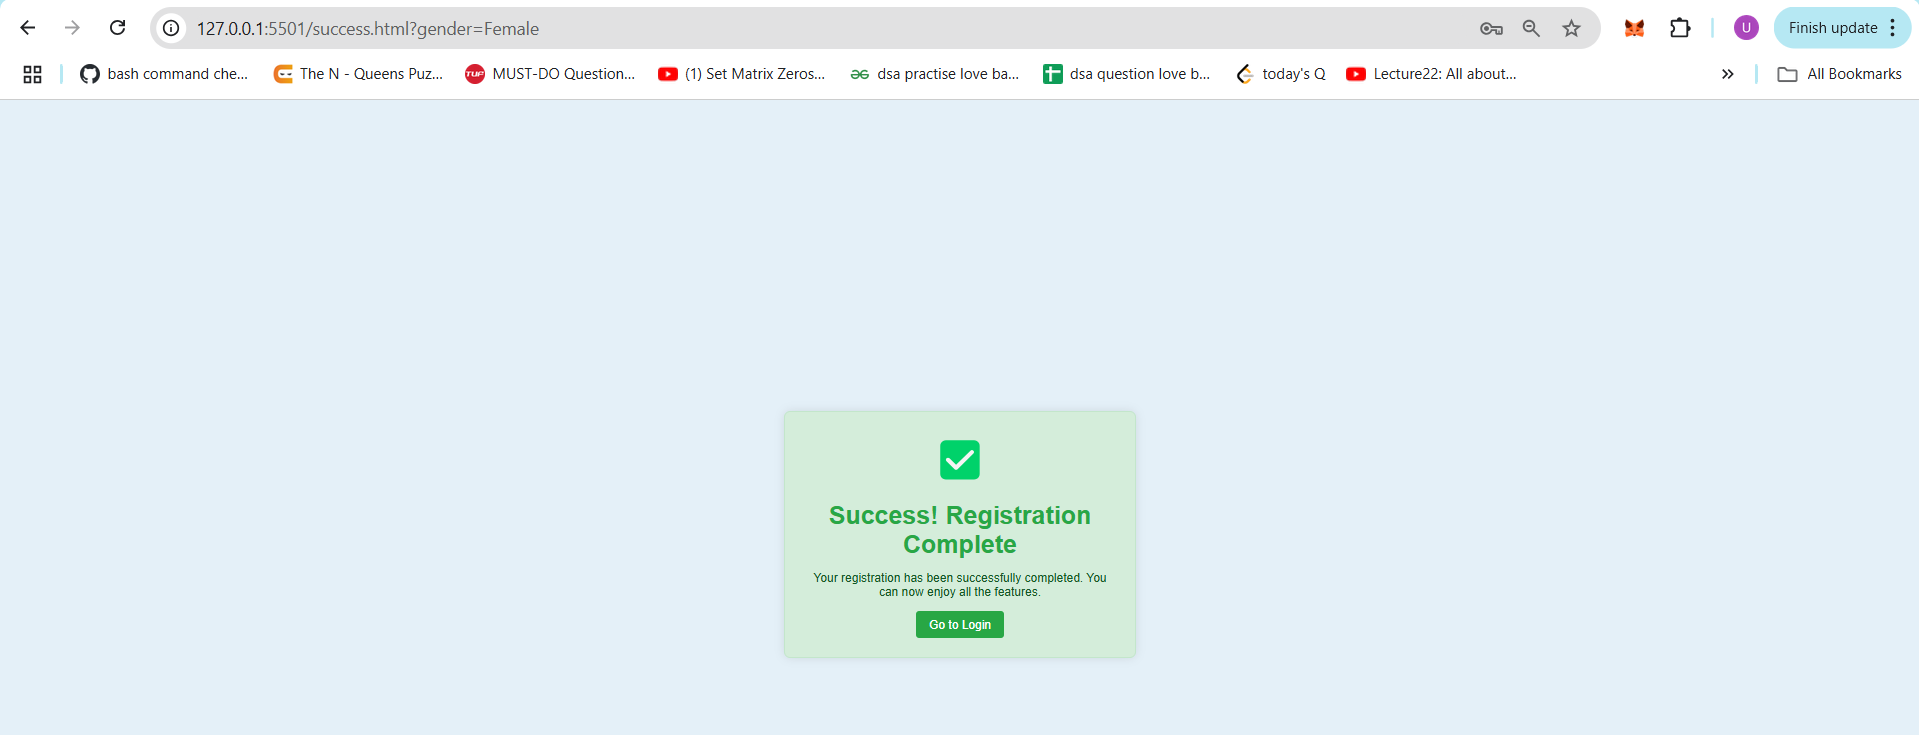 127.0.0.1:5501/success.html?gender=Female
U
Finish update
bash command che...
The N - Queens Puz...
TUF
MUST-DO Question...
(1) Set Matrix Zeros...
dsa practise love ba...
dsa question love b...
today's Q
Lecture22: All about...
All Bookmarks
Success! Registration
Complete
Your registration has been successfully completed. You
can now enjoy all the features.
Go to Login